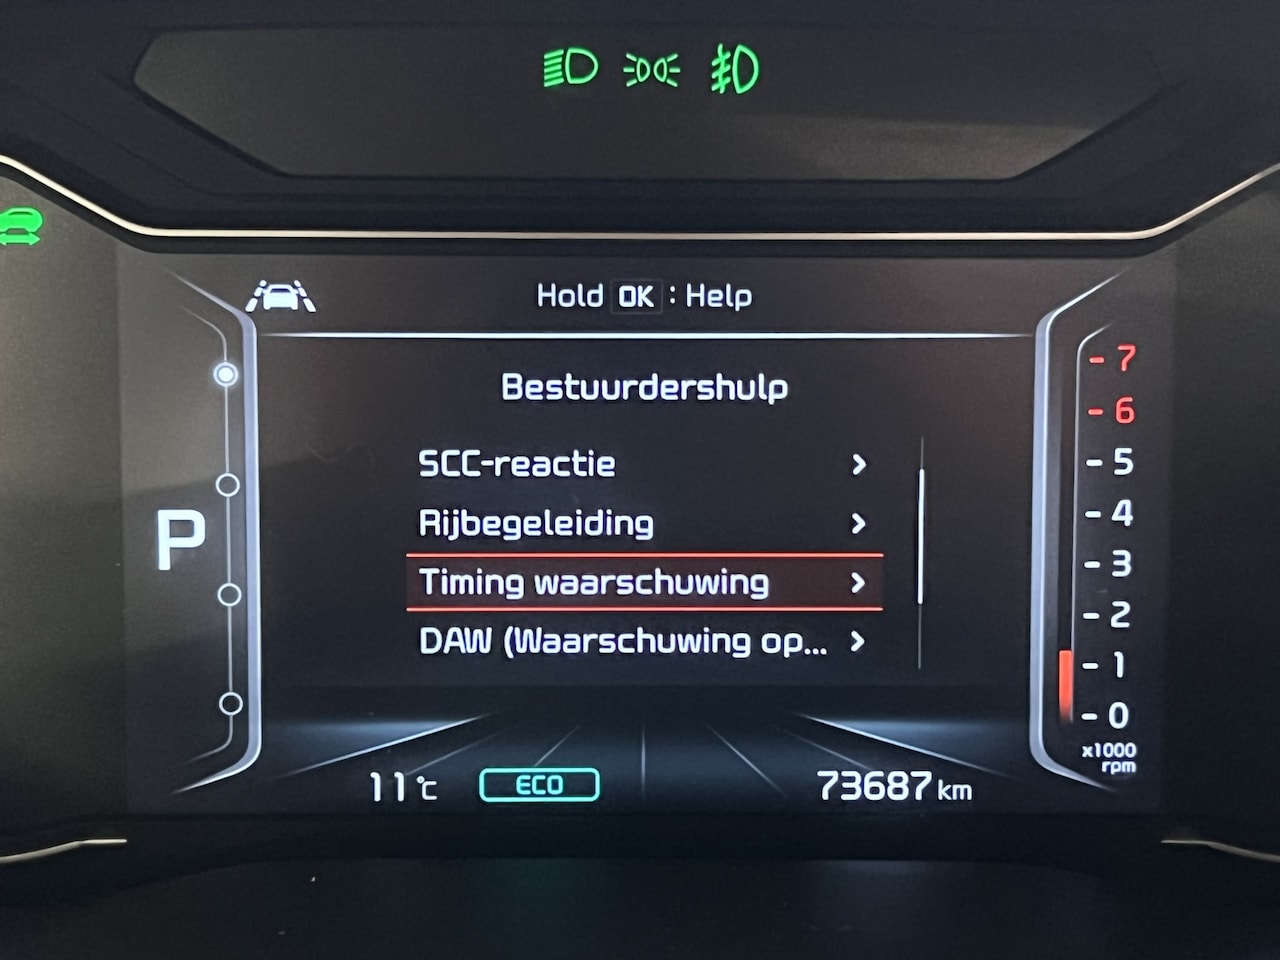 Hold OK : Help
Bestuurdershulp
SCC-reactie
Rijbegeleiding
Timing waarschuwing
DAW (Waarschuwing op...
P
- 7
- 6
- 5
- 4
- 3
- 2
- 1
- 0
x1000
rpm
11 °C
ECO
73687 km